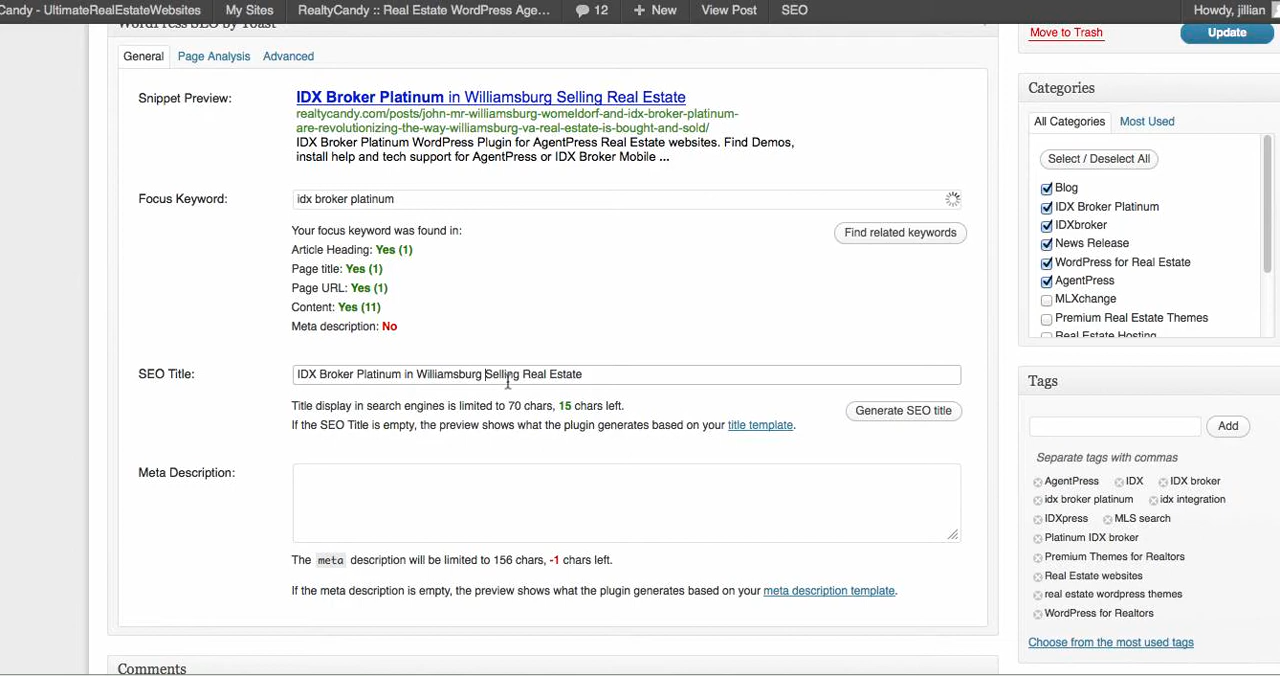 Candy - UltimateRealEstateWebsites My Sites RealtyCandy :: Real Estate WordPress Age... 12 + New View Post SEO Howdy, jillian
WordPress SEO by Yoast
General Page Analysis Advanced
Snippet Preview:
IDX Broker Platinum in Williamsburg Selling Real Estate
realtycandy.com/posts/john-mr-williamsburg-womeldorf-and-idx-broker-platinum-
are-revolutionizing-the-way-williamsburg-va-real-estate-is-bought-and-sold/
IDX Broker Platinum WordPress Plugin for AgentPress Real Estate websites. Find Demos,
install help and tech support for AgentPress or IDX Broker Mobile ...
Focus Keyword: idx broker platinum
Your focus keyword was found in:
Find related keywords
Article Heading: Yes (1)
Page title: Yes (1)
Page URL: Yes (1)
Content: Yes (11)
Meta description: No
SEO Title: IDX Broker Platinum in Williamsburg Selling Real Estate
Title display in search engines is limited to 70 chars, 15 chars left.
Generate SEO title
If the SEO Title is empty, the preview shows what the plugin generates based on your title template.
Meta Description:
The meta description will be limited to 156 chars, -1 chars left.
If the meta description is empty, the preview shows what the plugin generates based on your meta description template.
Comments
Move to Trash Update
Categories
All Categories Most Used
Select / Deselect All
Blog
IDX Broker Platinum
IDXbroker
News Release
WordPress for Real Estate
AgentPress
MLXchange
Premium Real Estate Themes
Real Estate Hosting
Tags
Add
Separate tags with commas
AgentPress IDX IDX broker
idx broker platinum idx integration
IDXpress MLS search
Platinum IDX broker
Premium Themes for Realtors
Real Estate websites
real estate wordpress themes
WordPress for Realtors
Choose from the most used tags